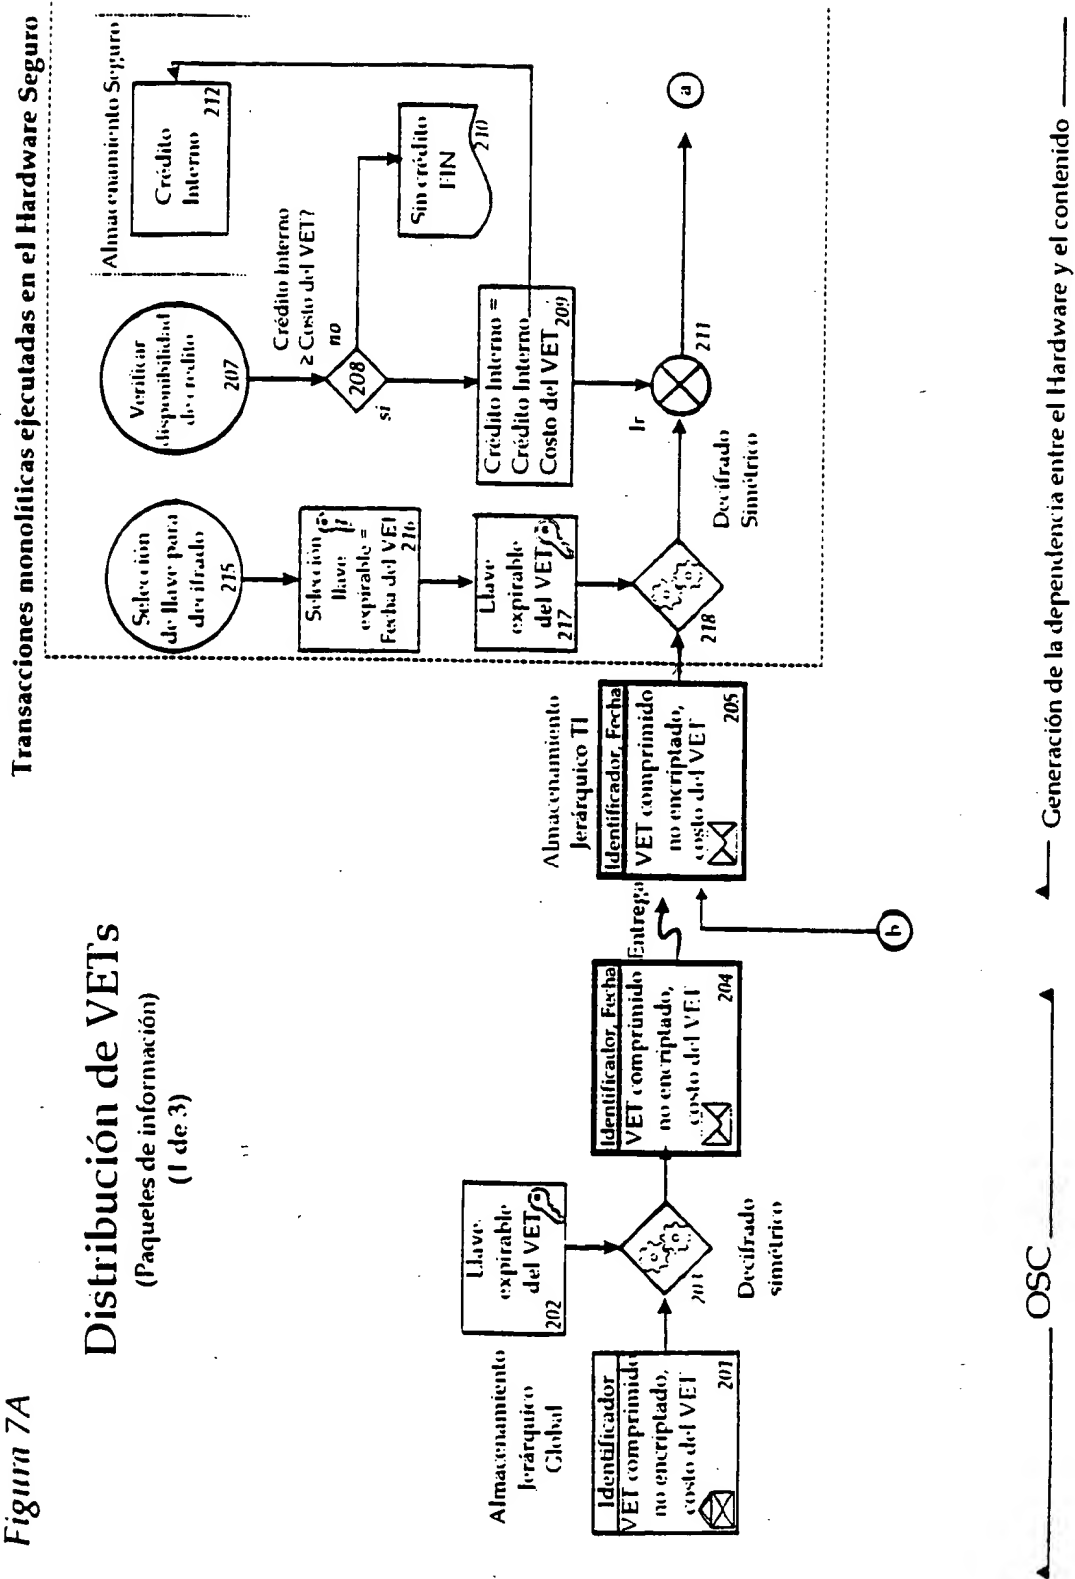 Figura 7A
Distribución de VETs
(Paquetes de información)
(1 de 3)
Transacciones monolíticas ejecutadas en el Hardware Seguro
Almacenamiento Seguro
Crédito
Interno
212
Verificar
disponibilidad
de credito
207
Crédito Interno
≥ Costo del VET?
no
208
si
Sin crédito
FIN
210
Crédito Interno =
Crédito Interno
Costo del VET
209
Ir
211
a
Selección
de llave para
decifrado
215
Selección
llave
expirable =
Fecha del VET
216
Llave
expirable
del VET
217
218
Decifrado
Simétrico
Almacenamiento
Jerárquico TI
Identificador, Fecha
VET comprimido
no encriptado,
costo del VET
205
Entrega
b
Identificador, Fecha
VET comprimido
no encriptado,
costo del VET
204
Llave
expirable
del VET
202
203
Decifrado
simétrico
Almacenamiento
Jerárquico
Global
Identificador
VET comprimido
no encriptado,
costo del VET
201
OSC
Generación de la dependencia entre el Hardware y el contenido